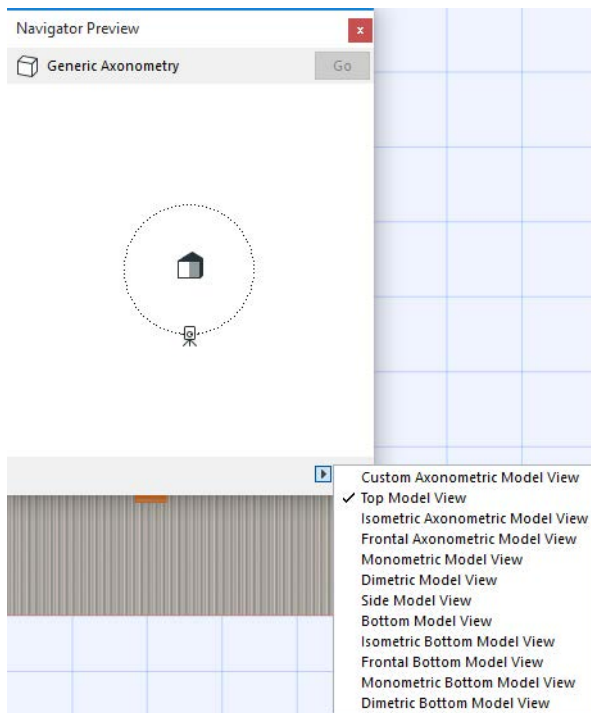 Navigator Preview
x
Generic Axonometry
Go
Custom Axonometric Model View
Top Model View
Isometric Axonometric Model View
Frontal Axonometric Model View
Monometric Model View
Dimetric Model View
Side Model View
Bottom Model View
Isometric Bottom Model View
Frontal Bottom Model View
Monometric Bottom Model View
Dimetric Bottom Model View